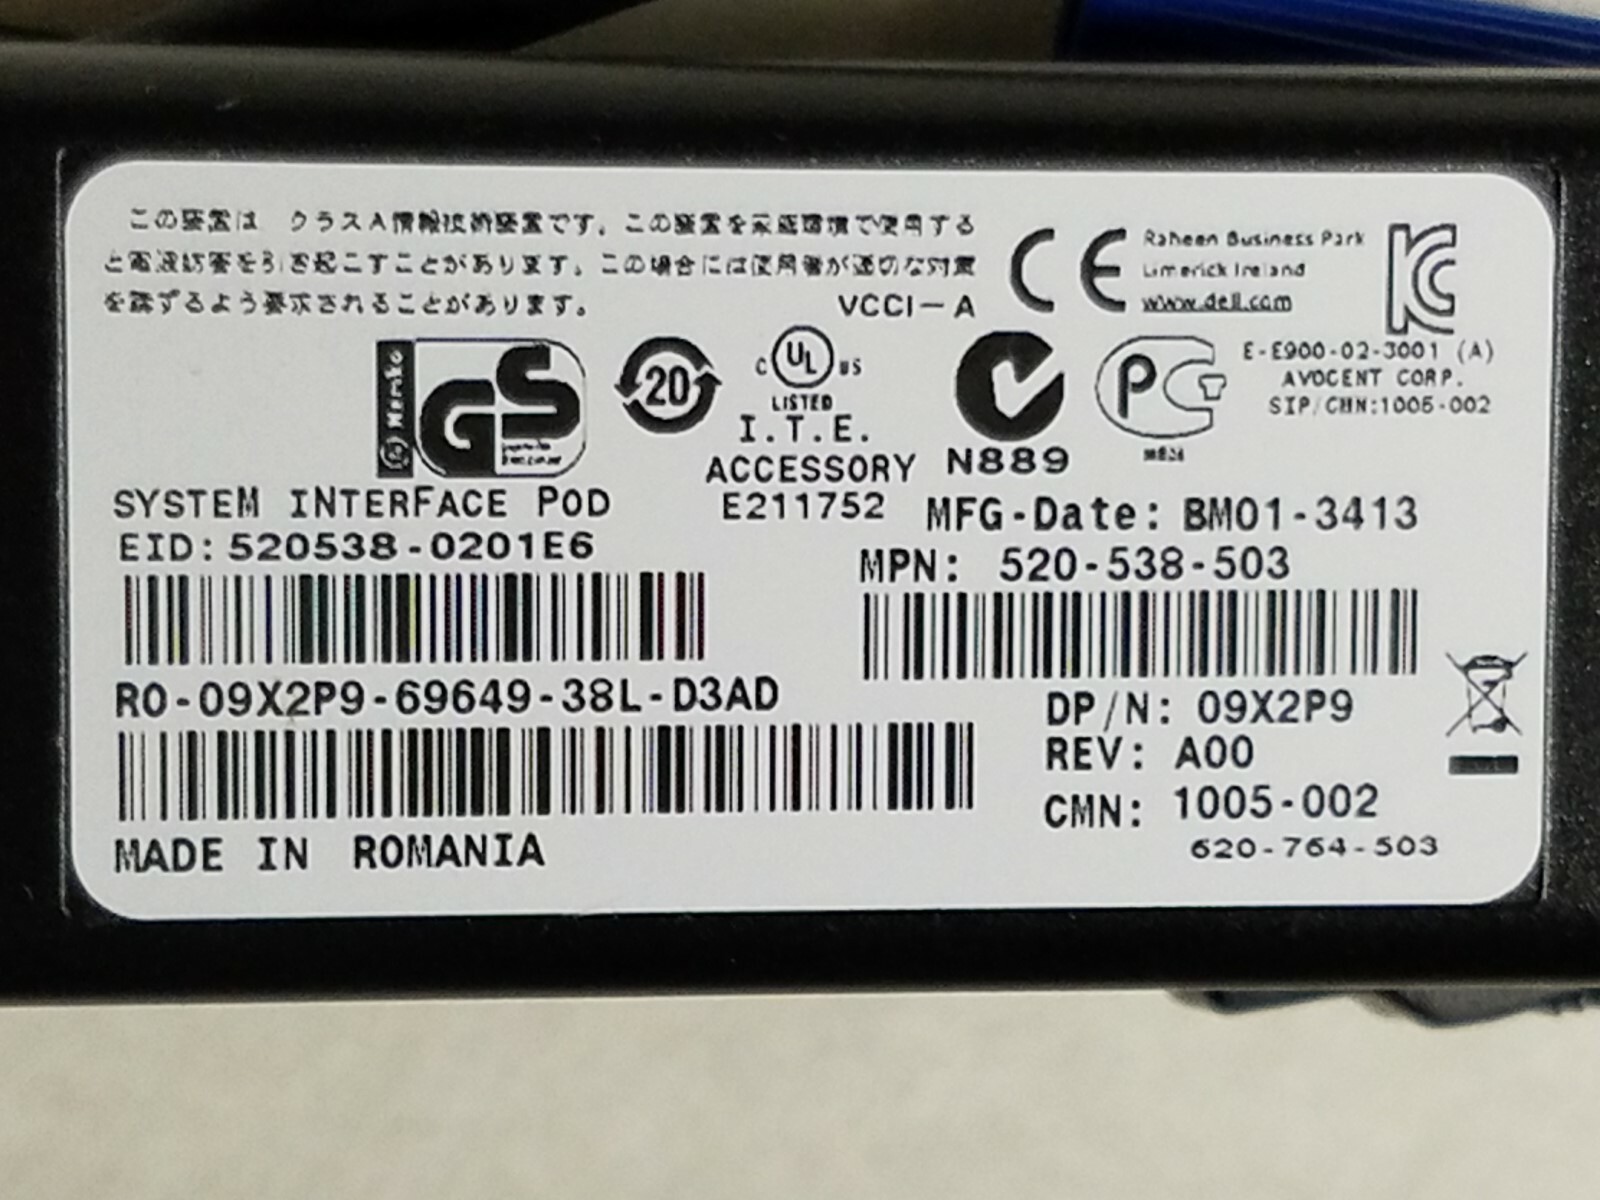 この装置は クラスA情報技術装置です。この装置を家庭環境で使用する
と電波妨害を引き起こすことがあります。この場合には使用者が適切な対策
を講ずるよう要求されることがあります。
VCCI-A
CE
Raheen Business Park
Limerick Ireland
www.dell.com
E-E900-02-3001 (A)
AVOCENT CORP.
SIP/CMN:1005-002
Nemko
GS
20
C UL US
LISTED
I.T.E.
ACCESSORY
E211752
N889
SYSTEM INTERFACE POD
EID: 520538-0201E6
MFG-Date: BM01-3413
MPN: 520-538-503
R0-09X2P9-69649-38L-D3AD
DP/N: 09X2P9
REV: A00
CMN: 1005-002
620-764-503
MADE IN ROMANIA